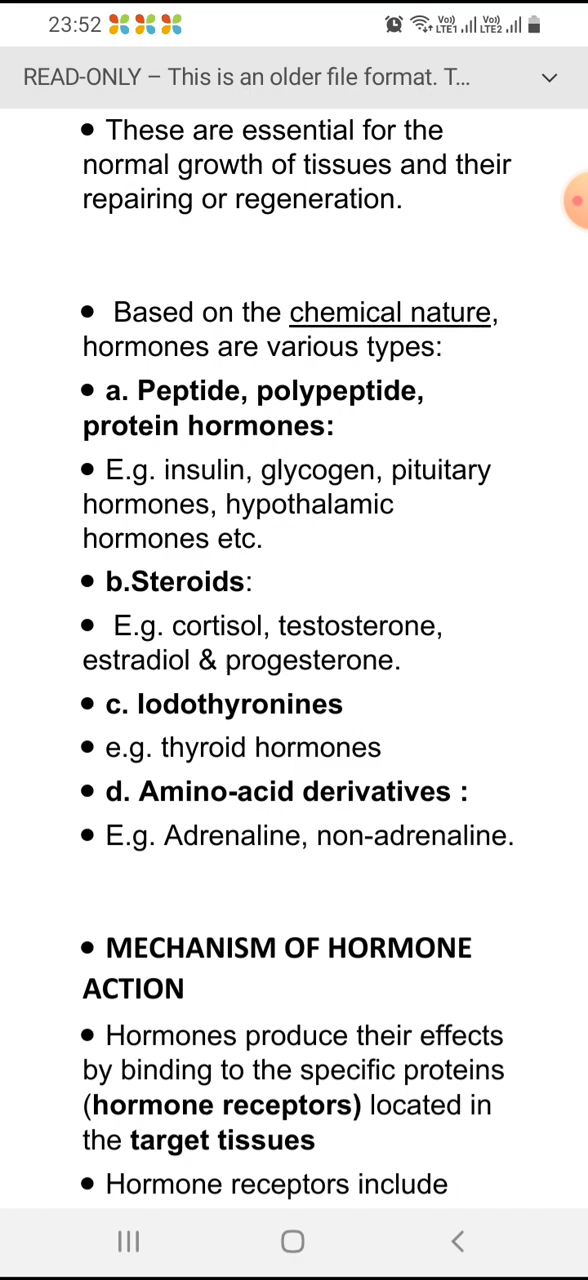 23:52 Vo)) LTE1 Vo)) LTE2
READ-ONLY – This is an older file format. T...
• These are essential for the
normal growth of tissues and their
repairing or regeneration.
• Based on the chemical nature,
hormones are various types:
• a. Peptide, polypeptide,
protein hormones:
• E.g. insulin, glycogen, pituitary
hormones, hypothalamic
hormones etc.
• b.Steroids:
• E.g. cortisol, testosterone,
estradiol & progesterone.
• c. Iodothyronines
• e.g. thyroid hormones
• d. Amino-acid derivatives :
• E.g. Adrenaline, non-adrenaline.
• MECHANISM OF HORMONE
ACTION
• Hormones produce their effects
by binding to the specific proteins
(hormone receptors) located in
the target tissues
• Hormone receptors include